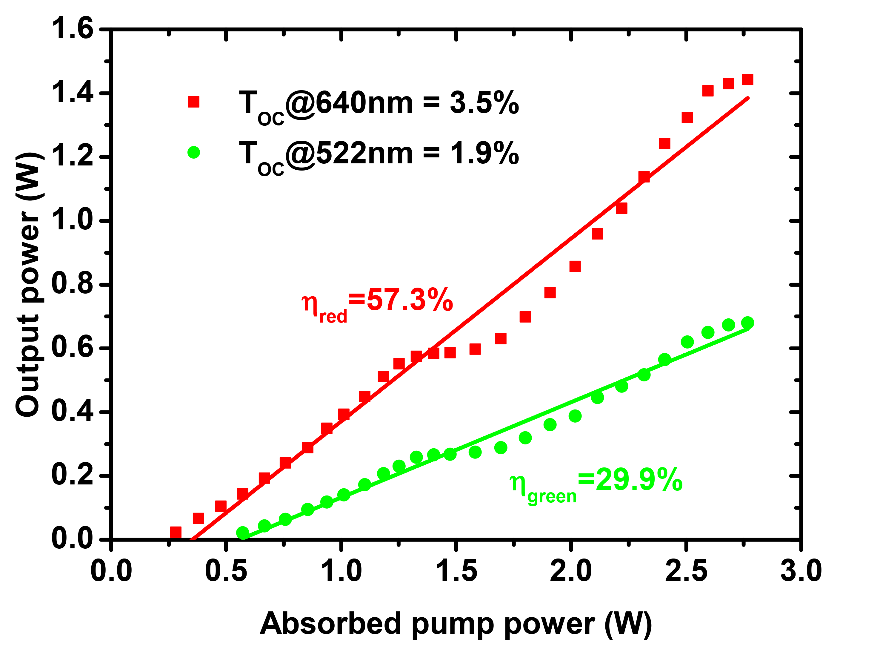 1.6
1.4
1.2
1.0
0.8
0.6
0.4
0.2
0.0
Output power (W)
T_OC@640nm = 3.5%
T_OC@522nm = 1.9%
η_red=57.3%
η_green=29.9%
0.0 0.5 1.0 1.5 2.0 2.5 3.0
Absorbed pump power (W)